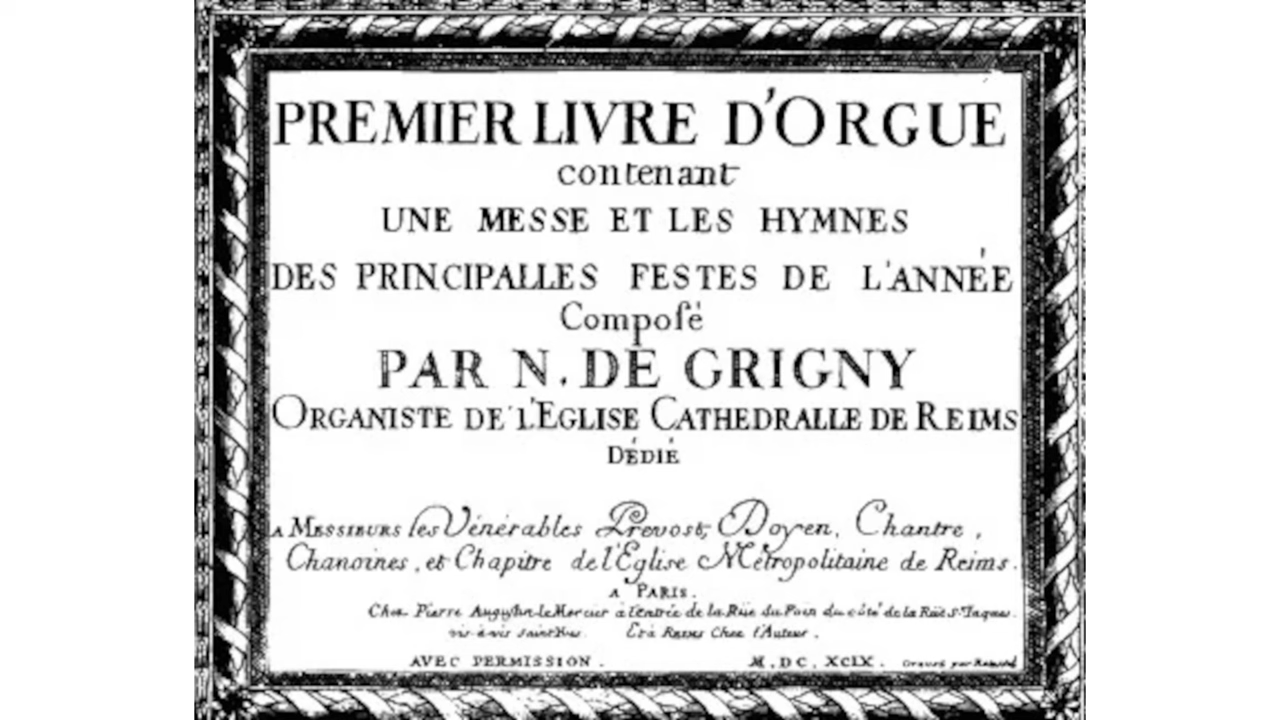 PREMIER LIVRE D'ORGUE
contenant
UNE MESSE ET LES HYMNES
DES PRINCIPALLES FESTES DE L'ANNÉE
Composé
PAR N. DE GRIGNY
ORGANISTE DE L'EGLISE CATHEDRALLE DE REIMS
DÉDIÉ
A MESSIEURS les Vénérables Prevost, Doyen, Chantre,
Chanoines, et Chapitre de l'Eglise Métropolitaine de Reims.
A PARIS.
Chez Pierre Augustin le Mercier a l'entrée de la Rüe du Foin du côté de la Rüe St. Jaques.
vis-a-vis Et a Reims Chez l'Auteur.
AVEC PERMISSION. M.DC.XCIX. Gravé par